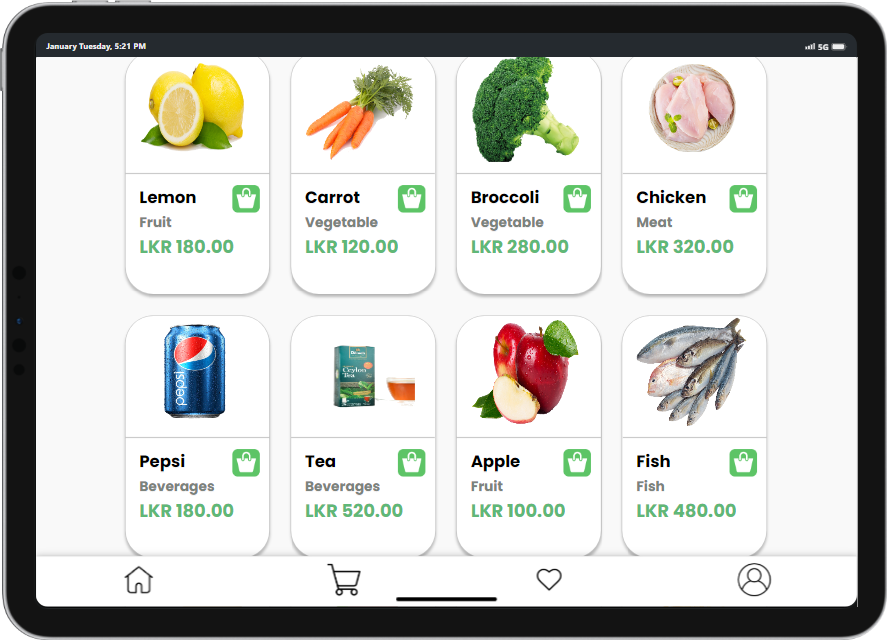 January Tuesday, 5:21 PM
5G
Lemon
Fruit
LKR 180.00
Carrot
Vegetable
LKR 120.00
Broccoli
Vegetable
LKR 280.00
Chicken
Meat
LKR 320.00
pepsi
Ceylon
Tea
Pepsi
Beverages
LKR 180.00
Tea
Beverages
LKR 520.00
Apple
Fruit
LKR 100.00
Fish
Fish
LKR 480.00